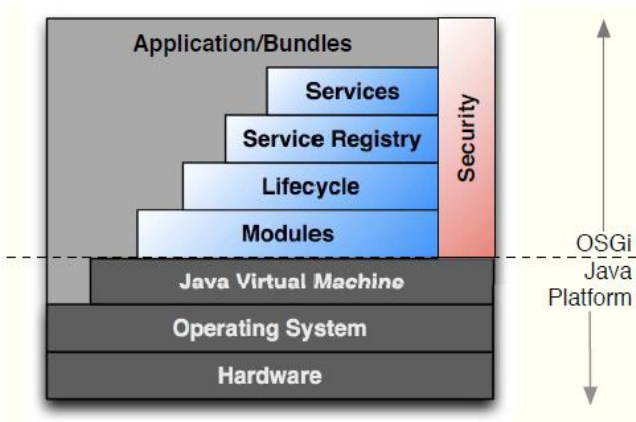 Application/Bundles
Services
Service Registry
Lifecycle
Modules
Security
Java Virtual Machine
Operating System
Hardware
OSGi
Java
Platform